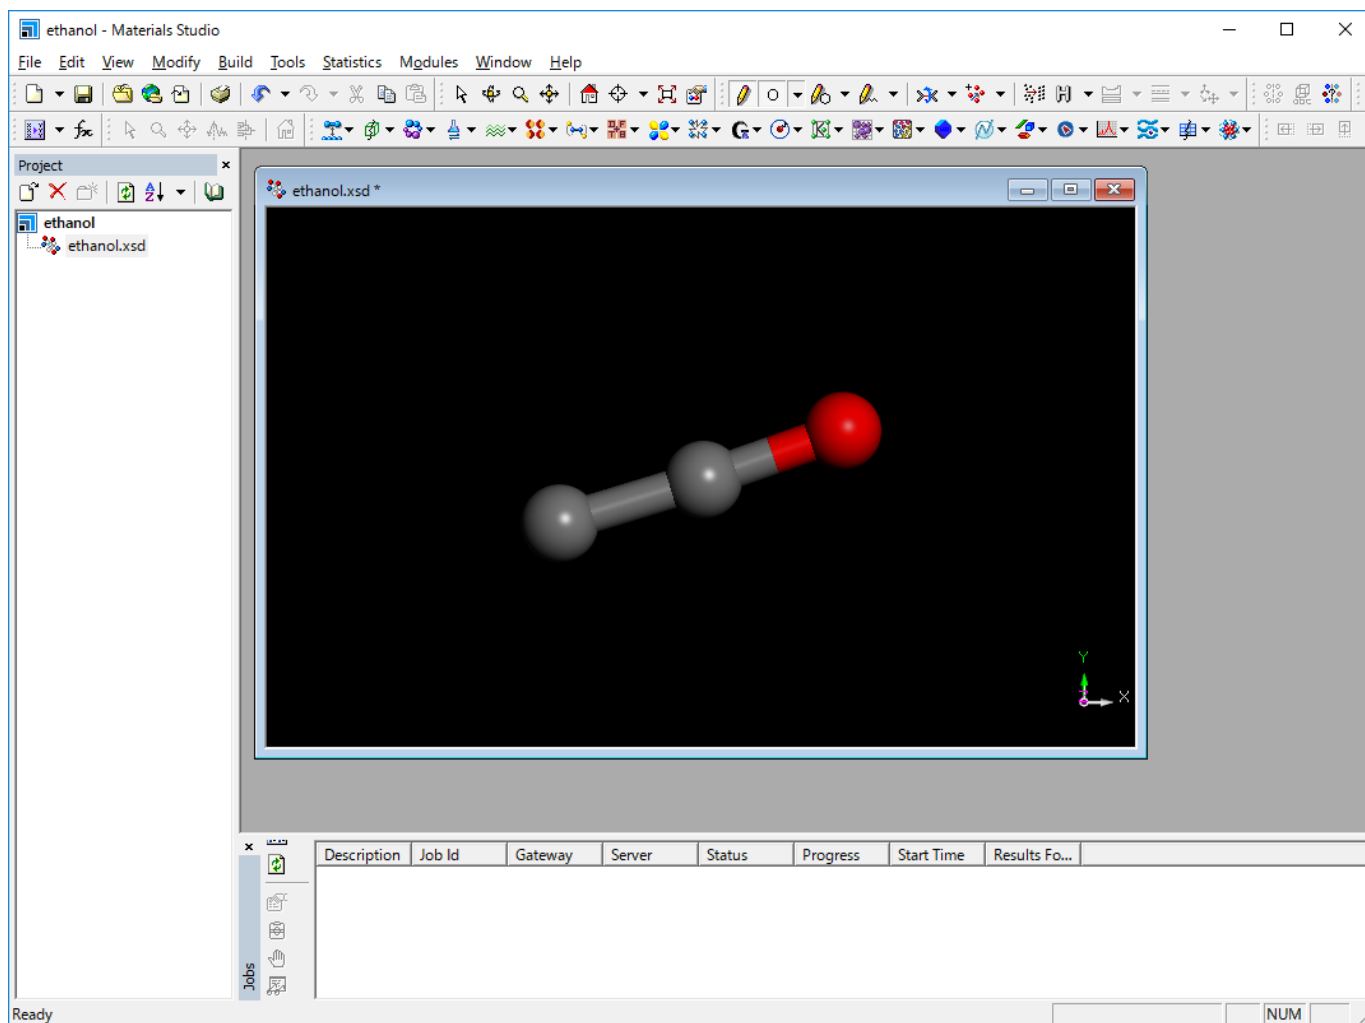 ethanol - Materials Studio
File Edit View Modify Build Tools Statistics Modules Window Help
Project
ethanol
ethanol.xsd
ethanol.xsd *
Y
X
Description Job Id Gateway Server Status Progress Start Time Results Fo...
Jobs
Ready
NUM